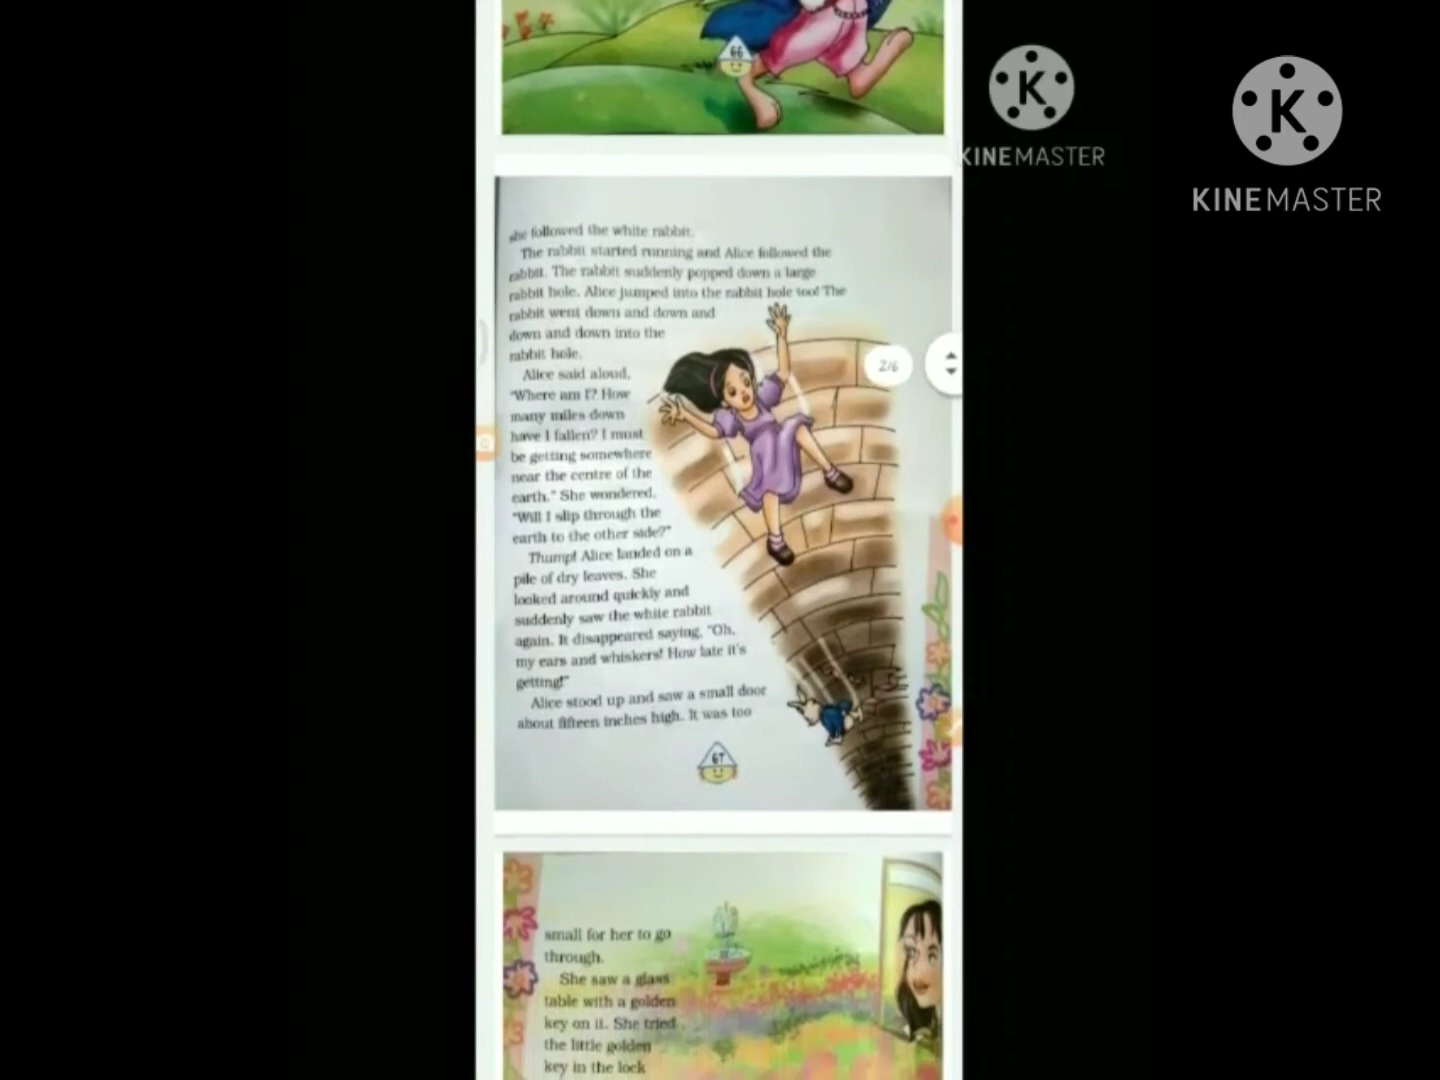 66
KINEMASTER
KINEMASTER
she followed the white rabbit.
The rabbit started running and Alice followed the
rabbit. The rabbit suddenly popped down a large
rabbit hole. Alice jumped into the rabbit hole too! The
rabbit went down and down and
down and down into the
rabbit hole.
Alice said aloud,
"Where am I? How
many miles down
have I fallen? I must
be getting somewhere
near the centre of the
earth." She wondered,
"Will I slip through the
earth to the other side?"
Thump! Alice landed on a
pile of dry leaves. She
looked around quickly and
suddenly saw the white rabbit
again. It disappeared saying, "Oh,
my ears and whiskers! How late it's
getting!"
Alice stood up and saw a small door
about fifteen inches high. It was too
67
2/6
small for her to go
through.
She saw a glass
table with a golden
key on it. She tried
the little golden
key in the lock